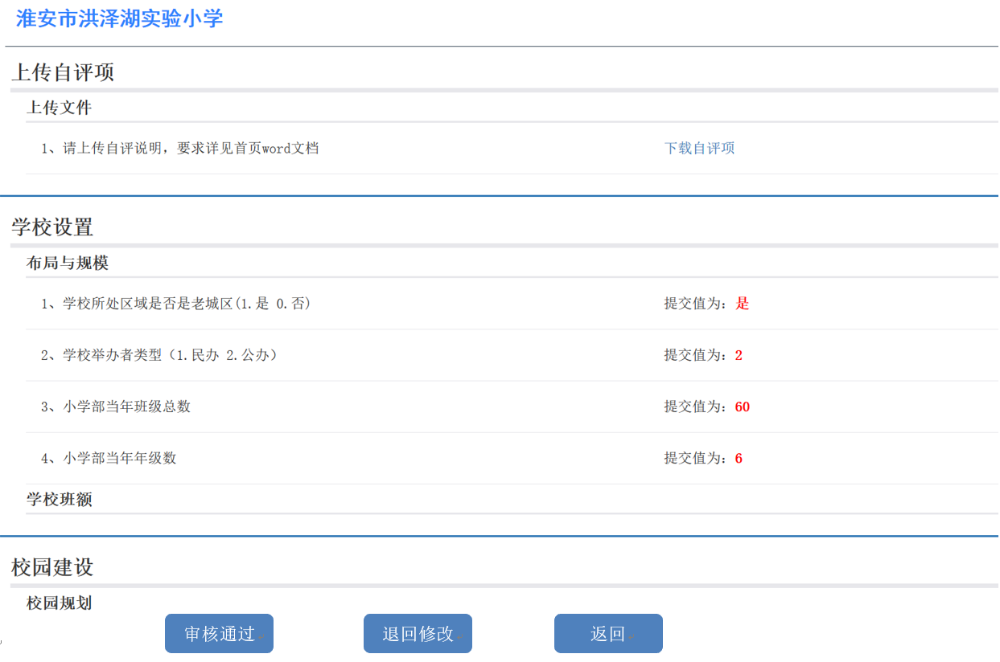 淮安市洪泽湖实验小学
上传自评项
上传文件
1、请上传自评说明，要求详见首页word文档 下载自评项
学校设置
布局与规模
1、学校所处区域是否是老城区(1.是 0.否) 提交值为：是
2、学校举办者类型（1.民办 2.公办） 提交值为：2
3、小学部当年班级总数 提交值为：60
4、小学部当年年级数 提交值为：6
学校班额
校园建设
校园规划
审核通过 退回修改 返回